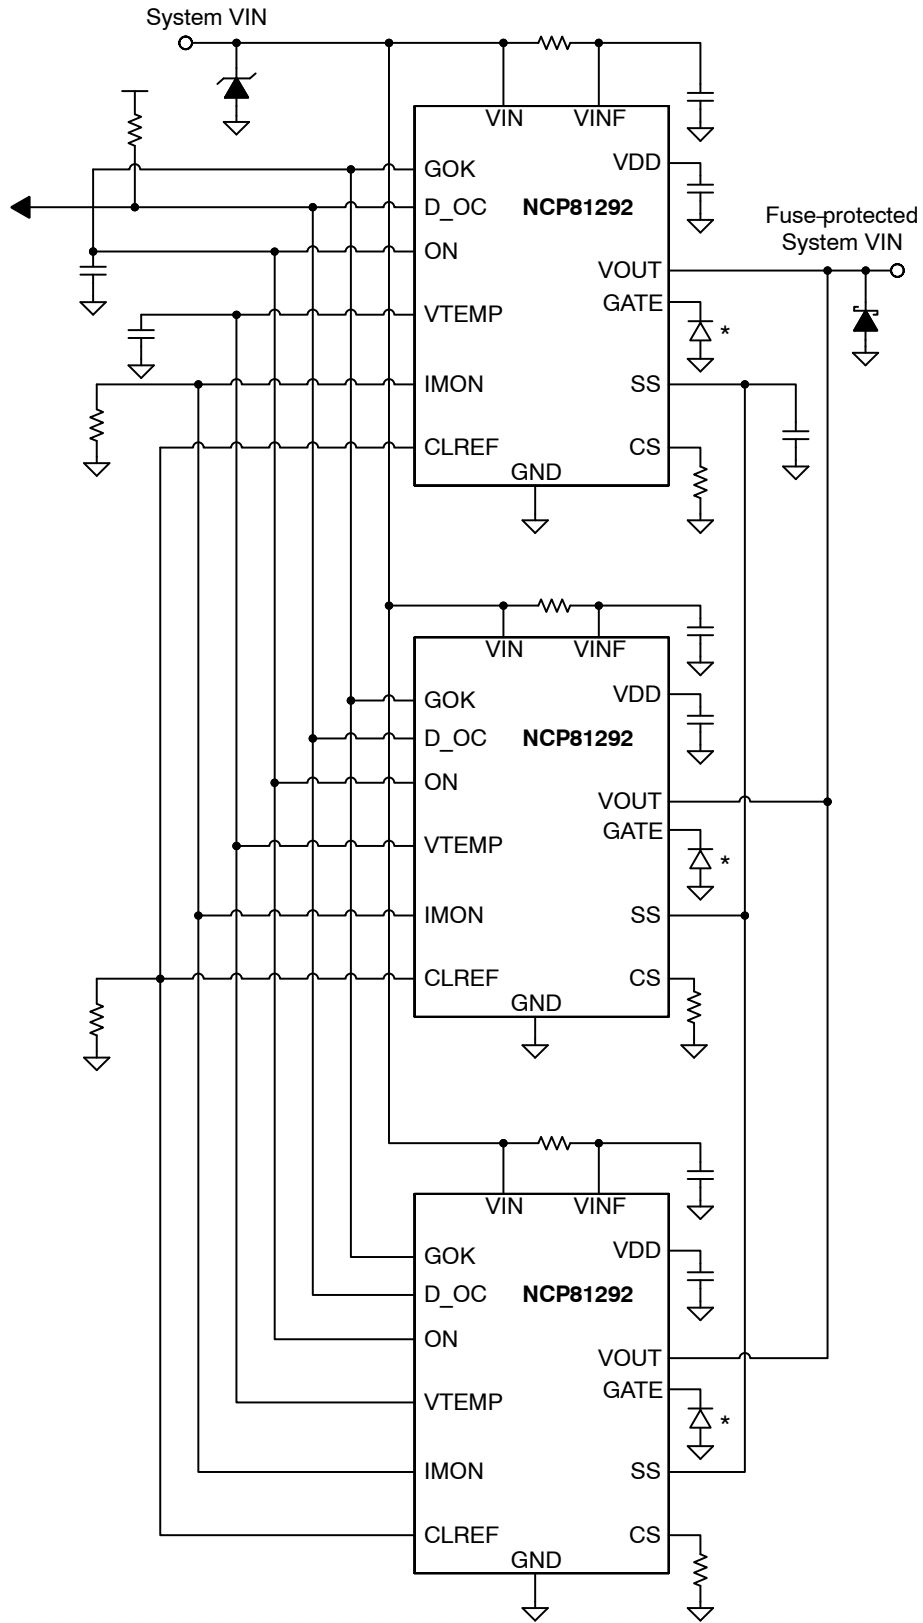 System VIN
VIN VINF
GOK VDD
D_OC NCP81292
ON
Fuse–protected
System VIN
VOUT
GATE
VTEMP *
IMON SS
CLREF CS
GND
VIN VINF
GOK VDD
D_OC NCP81292
ON
VOUT
GATE
VTEMP *
IMON SS
CLREF CS
GND
VIN VINF
GOK VDD
D_OC NCP81292
ON
VOUT
GATE
VTEMP *
IMON SS
CLREF CS
GND